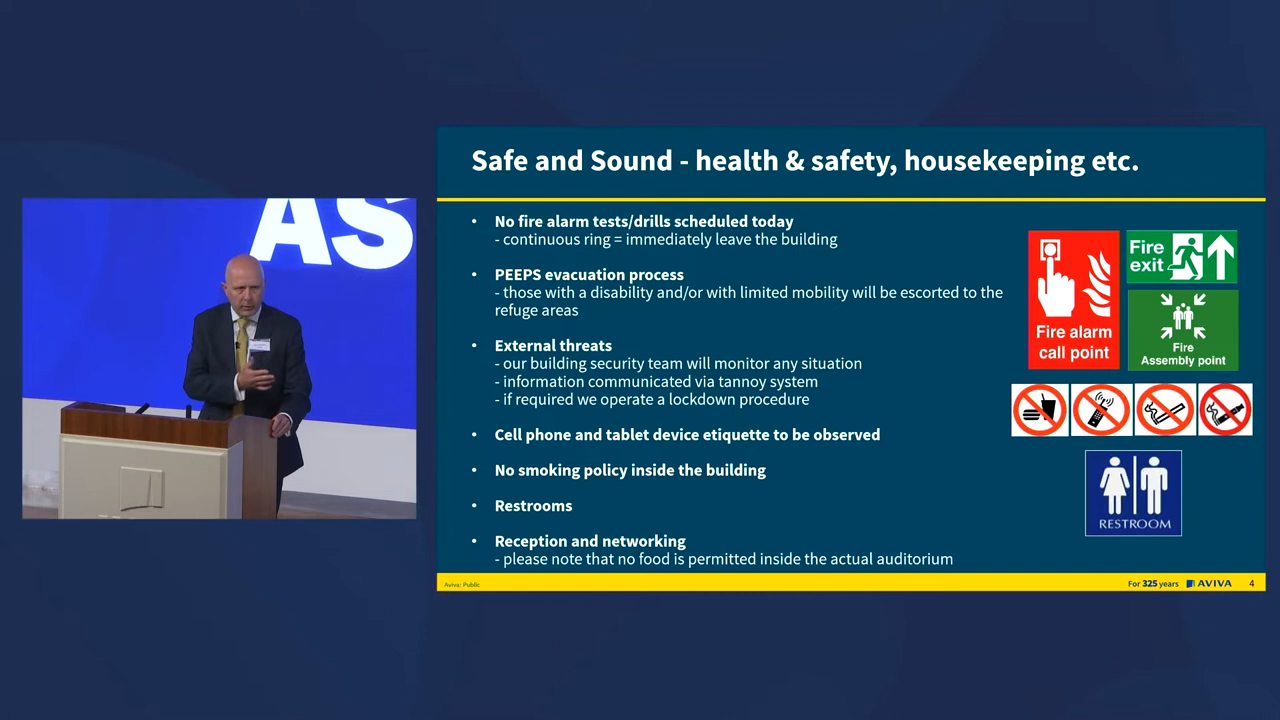 AS
Safe and Sound - health & safety, housekeeping etc.
• No fire alarm tests/drills scheduled today
- continuous ring = immediately leave the building
• PEEPS evacuation process
- those with a disability and/or with limited mobility will be escorted to the
refuge areas
• External threats
- our building security team will monitor any situation
- information communicated via tannoy system
- if required we operate a lockdown procedure
• Cell phone and tablet device etiquette to be observed
• No smoking policy inside the building
• Restrooms
• Reception and networking
- please note that no food is permitted inside the actual auditorium
Fire alarm
call point
Fire
exit
Fire
Assembly point
RESTROOM
Aviva: Public
For 325 years AVIVA 4